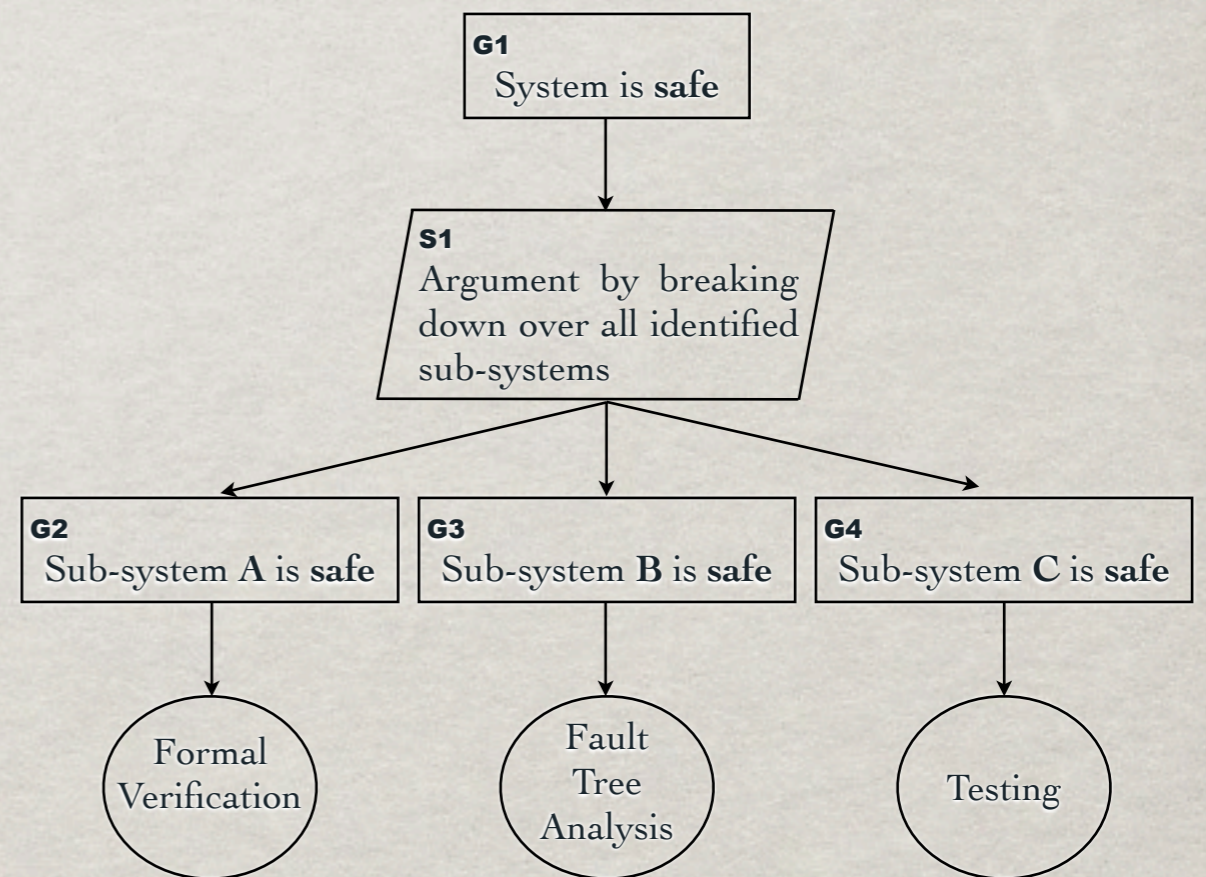 G1
System is safe
S1
Argument by breaking
down over all identified
sub-systems
G2
Sub-system A is safe
G3
Sub-system B is safe
G4
Sub-system C is safe
Formal
Verification
Fault
Tree
Analysis
Testing